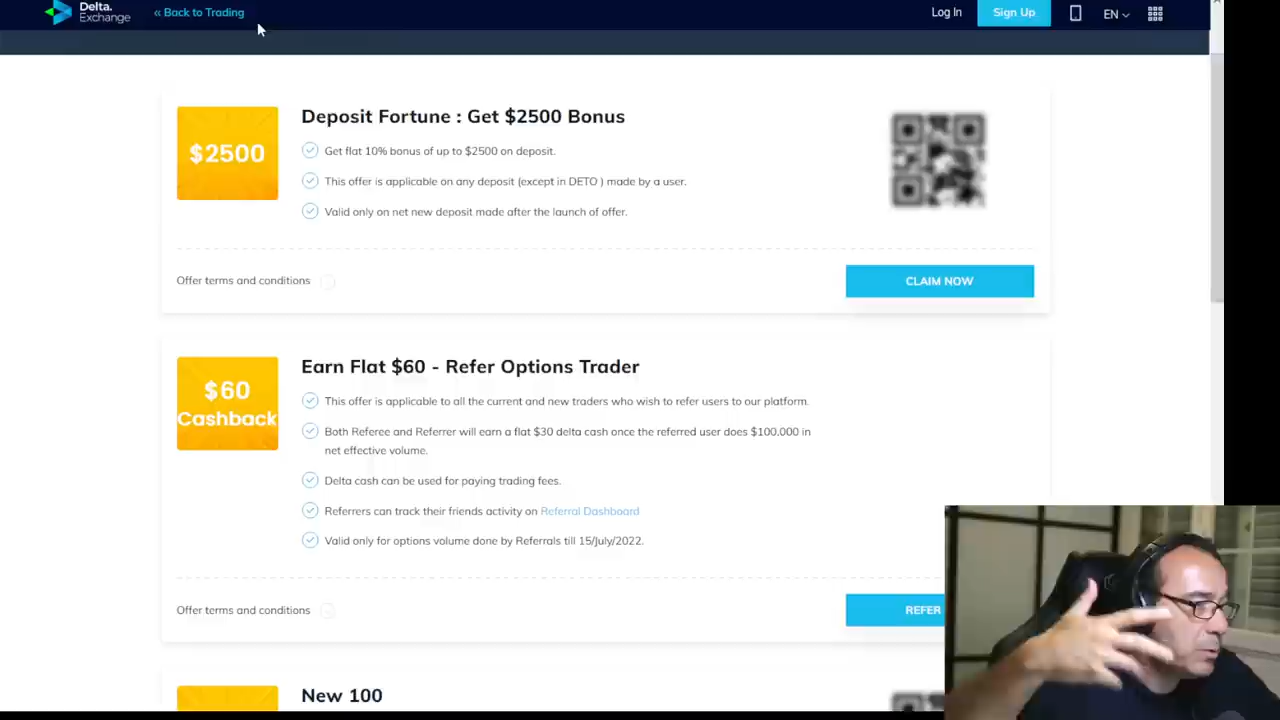 Delta.
Exchange
« Back to Trading
Log In
Sign Up
EN
$2500
Deposit Fortune : Get $2500 Bonus
Get flat 10% bonus of up to $2500 on deposit.
This offer is applicable on any deposit (except in DETO ) made by a user.
Valid only on net new deposit made after the launch of offer.
Offer terms and conditions
CLAIM NOW
$60
Cashback
Earn Flat $60 - Refer Options Trader
This offer is applicable to all the current and new traders who wish to refer users to our platform.
Both Referee and Referrer will earn a flat $30 delta cash once the referred user does $100,000 in
net effective volume.
Delta cash can be used for paying trading fees.
Referrers can track their friends activity on Referral Dashboard
Valid only for options volume done by Referrals till 15/July/2022.
Offer terms and conditions
REFER
New 100